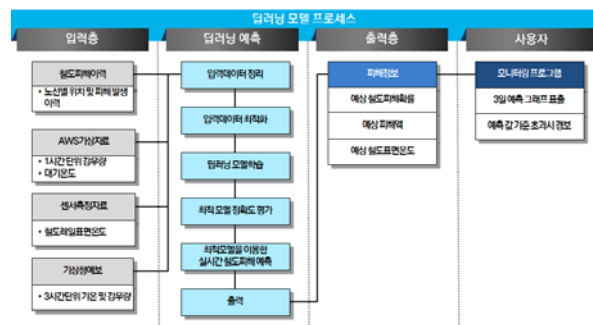 딥러닝 모델 프로세스
입력층
딥러닝 예측
출력층
사용자
철도피해이력
• 노선별 위치 및 피해 발생
이력
AWS기상자료
• 1시간 단위 강우량
• 대기온도
센서측정자료
• 철도레일표면온도
기상청예보
• 3시간단위 기온 및 강우량
입력데이터 정리
입력데이터 최적화
딥러닝 모델학습
최적 모델 정확도 평가
최적모델을 이용한
실시간 철도피해 예측
출력
피해정보
예상 철도피해확률
예상 피해액
예상 철도표면온도
모니터링 프로그램
3일 예측 그래프 표출
예측 값 기준 초과시 경보